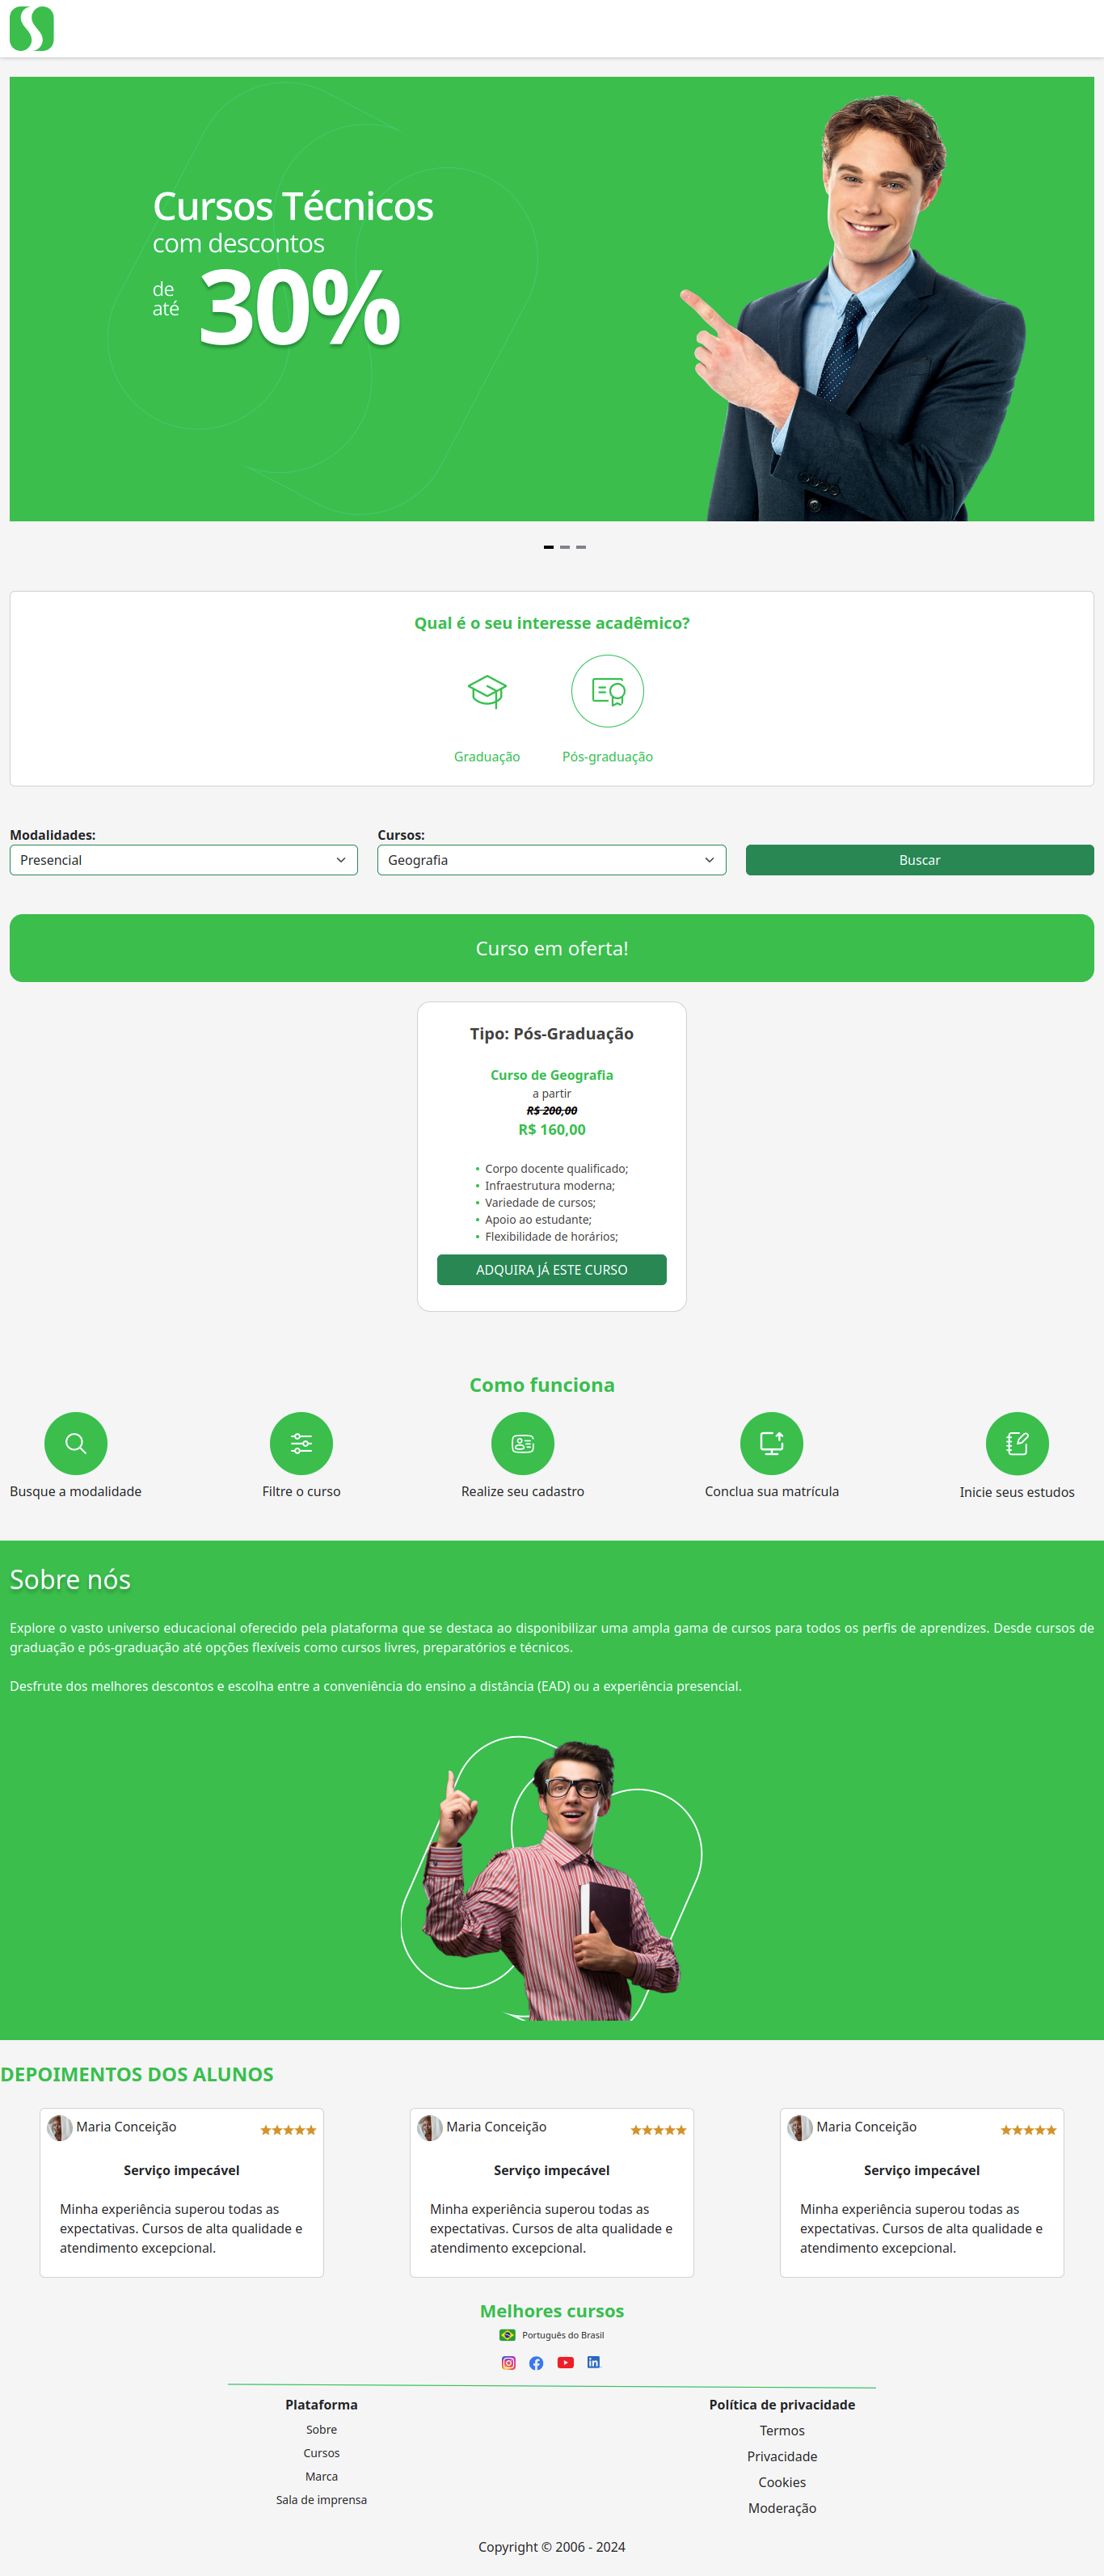 Cursos Técnicos
com descontos
de
até
30%
Qual é o seu interesse acadêmico?
Graduação
Pós-graduação
Modalidades:
Cursos:
Presencial
Geografia
Buscar
Curso em oferta!
Tipo: Pós-Graduação
Curso de Geografia
a partir
R$ 200,00
R$ 160,00
Corpo docente qualificado;
Infraestrutura moderna;
Variedade de cursos;
Apoio ao estudante;
Flexibilidade de horários;
ADQUIRA JÁ ESTE CURSO
Como funciona
Busque a modalidade
Filtre o curso
Realize seu cadastro
Conclua sua matrícula
Inicie seus estudos
Sobre nós
Explore o vasto universo educacional oferecido pela plataforma que se destaca ao disponibilizar uma ampla gama de cursos para todos os perfis de aprendizes. Desde cursos de
graduação e pós-graduação até opções flexíveis como cursos livres, preparatórios e técnicos.
Desfrute dos melhores descontos e escolha entre a conveniência do ensino a distância (EAD) ou a experiência presencial.
DEPOIMENTOS DOS ALUNOS
Maria Conceição
Serviço impecável
Minha experiência superou todas as
expectativas. Cursos de alta qualidade e
atendimento excepcional.
Maria Conceição
Serviço impecável
Minha experiência superou todas as
expectativas. Cursos de alta qualidade e
atendimento excepcional.
Maria Conceição
Serviço impecável
Minha experiência superou todas as
expectativas. Cursos de alta qualidade e
atendimento excepcional.
Melhores cursos
Português do Brasil
Plataforma
Sobre
Cursos
Marca
Sala de imprensa
Política de privacidade
Termos
Privacidade
Cookies
Moderação
Copyright © 2006 - 2024